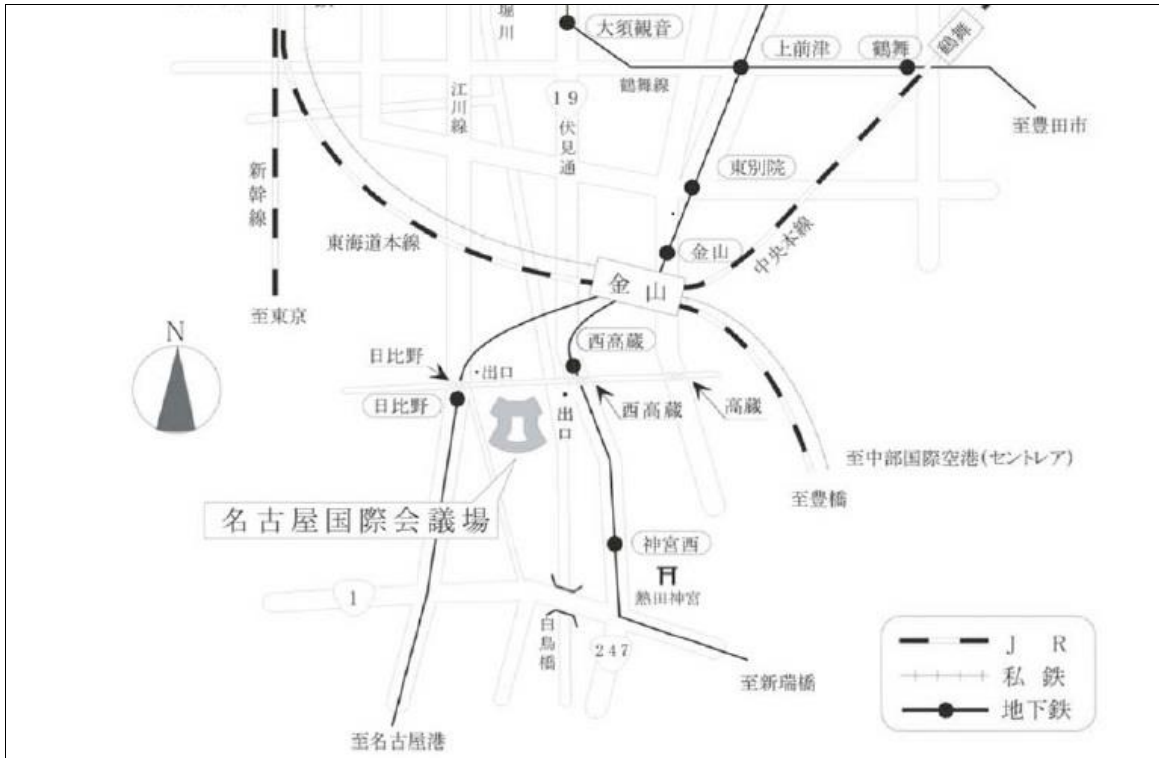 堀川
大須観音
上前津
鶴舞
鶴舞
鶴舞線
至豊田市
江川線
19
伏見通
新幹線
東別院
東海道本線
金山
中央本線
金山
至東京
N
西高蔵
日比野
・出口
日比野
・出口
西高蔵
高蔵
至中部国際空港(セントレア)
至豊橋
名古屋国際会議場
神宮西
熱田神宮
1
白鳥橋
247
至新瑞橋
至名古屋港
JR
私鉄
地下鉄